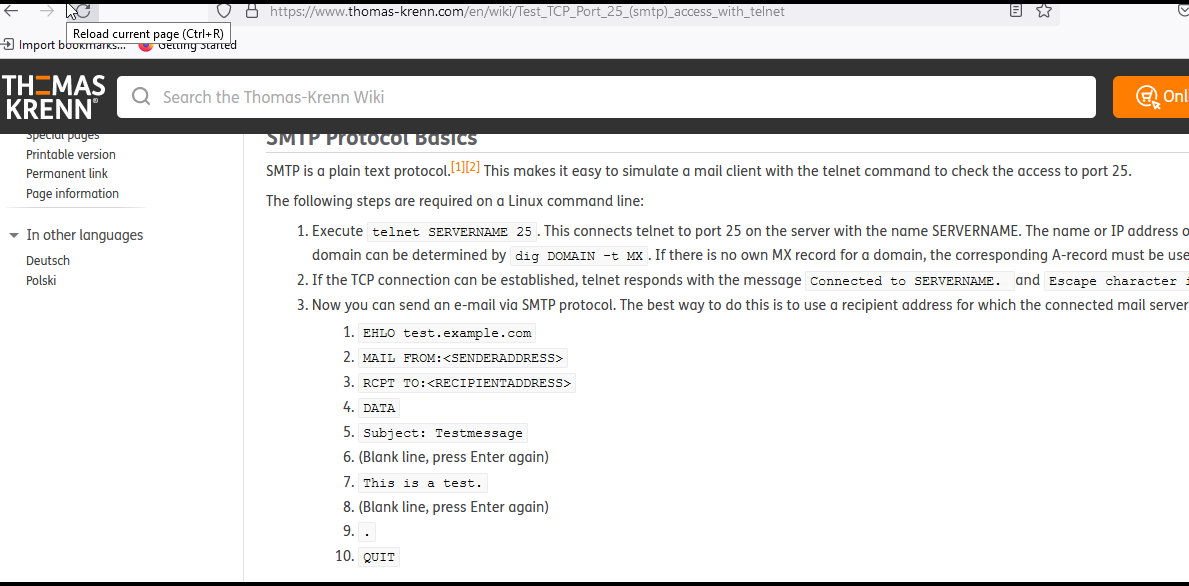 https://www.thomas-krenn.com/en/wiki/Test_TCP_Port_25_(smtp)_access_with_telnet
Reload current page (Ctrl+R)
Import bookmarks... Getting Started
THOMAS
KRENN®
Search the Thomas-Krenn Wiki
Onl
Special pages
Printable version
Permanent link
Page information
In other languages
Deutsch
Polski
SMTP Protocol Basics
SMTP is a plain text protocol.[1][2] This makes it easy to simulate a mail client with the telnet command to check the access to port 25.
The following steps are required on a Linux command line:
1. Execute telnet SERVERNAME 25. This connects telnet to port 25 on the server with the name SERVERNAME. The name or IP address o
domain can be determined by dig DOMAIN -t MX. If there is no own MX record for a domain, the corresponding A-record must be use
2. If the TCP connection can be established, telnet responds with the message Connected to SERVERNAME. and Escape character i
3. Now you can send an e-mail via SMTP protocol. The best way to do this is to use a recipient address for which the connected mail server
1. EHLO test.example.com
2. MAIL FROM:<SENDERADDRESS>
3. RCPT TO:<RECIPIENTADDRESS>
4. DATA
5. Subject: Testmessage
6. (Blank line, press Enter again)
7. This is a test.
8. (Blank line, press Enter again)
9. .
10. QUIT